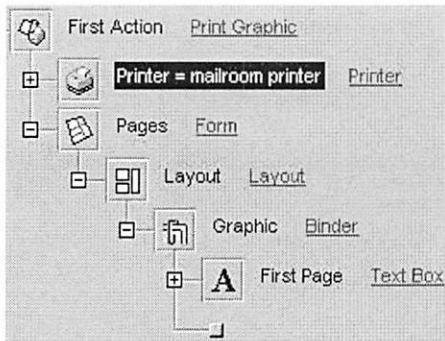 First Action Print Graphic
Printer = mailroom printer Printer
Pages Form
Layout Layout
Graphic Binder
A First Page Text Box